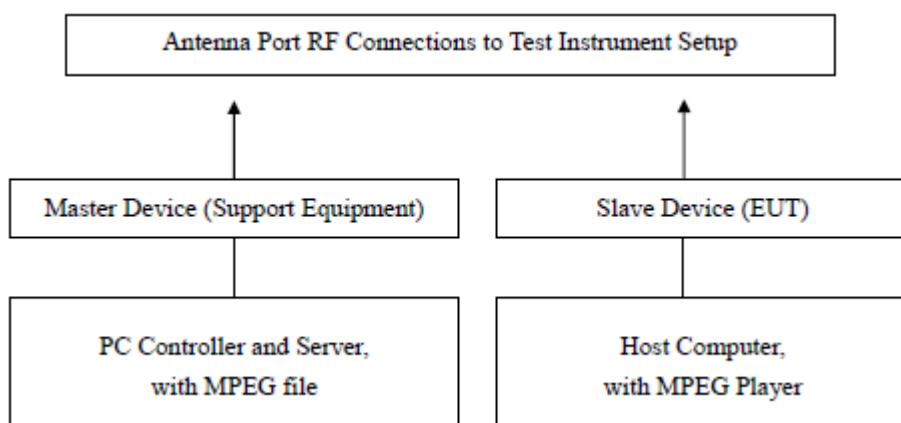 Antenna Port RF Connections to Test Instrument Setup
Master Device (Support Equipment)
Slave Device (EUT)
PC Controller and Server,
with MPEG file
Host Computer,
with MPEG Player